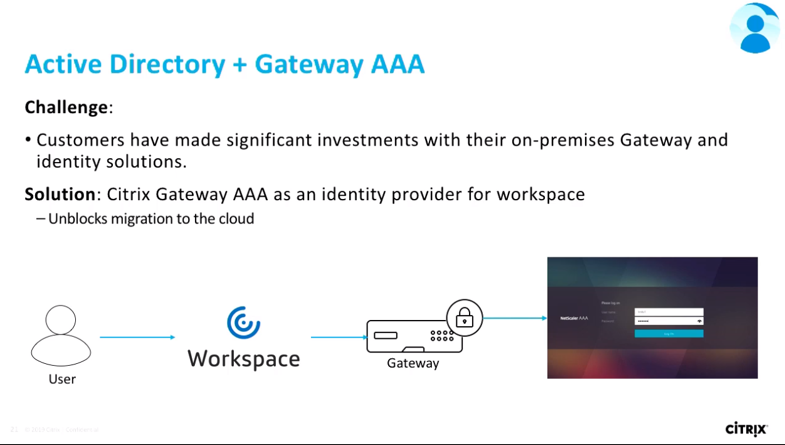 Active Directory + Gateway AAA
Challenge:
• Customers have made significant investments with their on-premises Gateway and
identity solutions.
Solution: Citrix Gateway AAA as an identity provider for workspace
– Unblocks migration to the cloud
User
Workspace
Gateway
NetScaler AAA
Please log on
CİTRIX